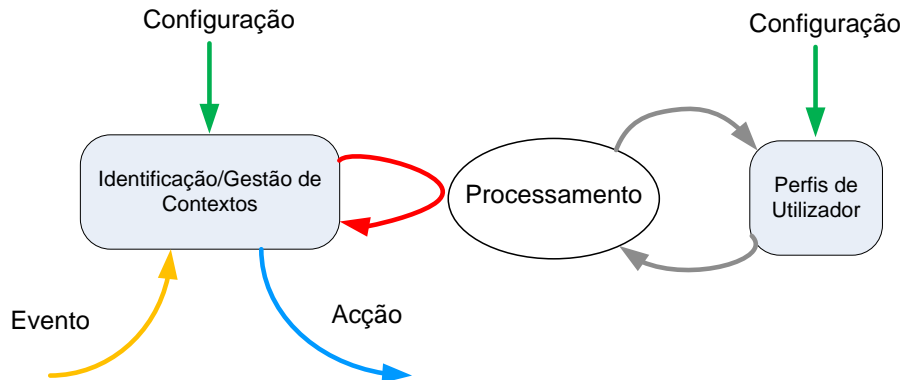 Configuração
Configuração
Identificação/Gestão de
Contextos
Processamento
Perfis de
Utilizador
Evento
Acção